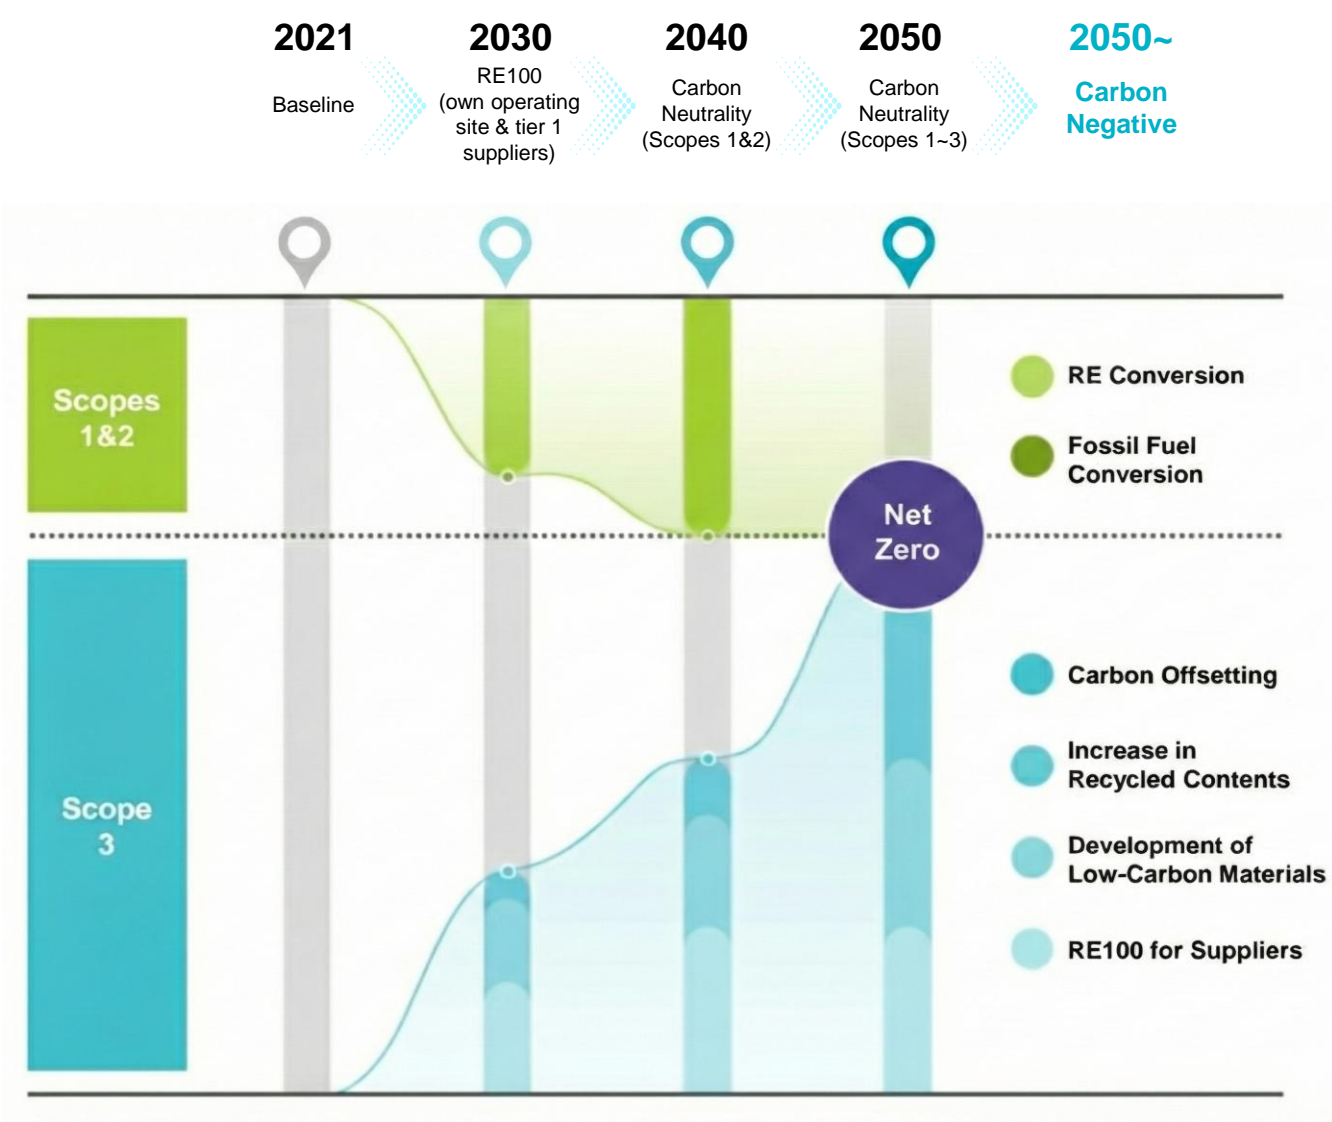 2021
Baseline
2030
RE100
(own operating
site & tier 1
suppliers)
2040
Carbon
Neutrality
(Scopes 1&2)
2050
Carbon
Neutrality
(Scopes 1~3)
2050~
Carbon
Negative
Scopes
1&2
RE Conversion
Fossil Fuel
Conversion
Net
Zero
Scope
3
Carbon Offsetting
Increase in
Recycled Contents
Development of
Low-Carbon Materials
RE100 for Suppliers